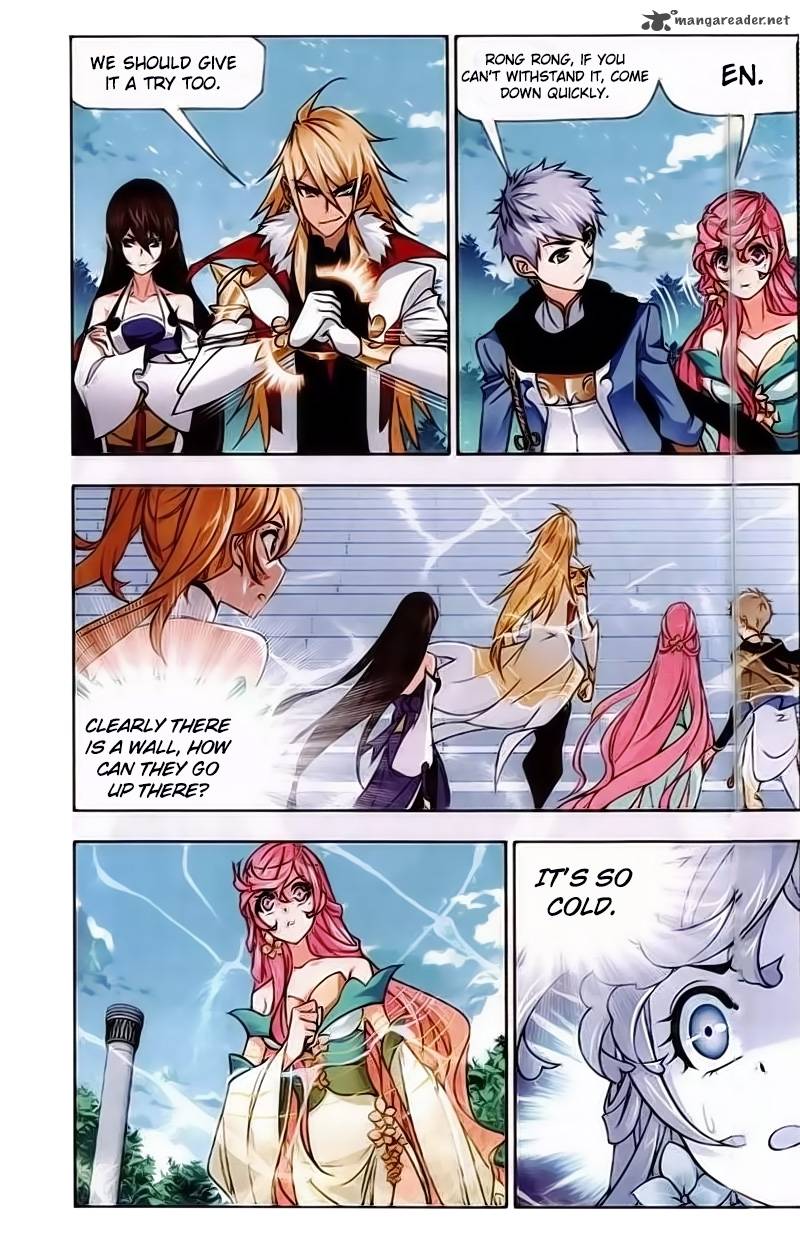 mangareader.net
WE SHOULD GIVE
IT A TRY TOO.
RONG RONG, IF YOU
CAN'T WITHSTAND IT, COME
DOWN QUICKLY.
EN.
CLEARLY THERE
IS A WALL, HOW
CAN THEY GO
UP THERE?
IT'S SO
COLD.